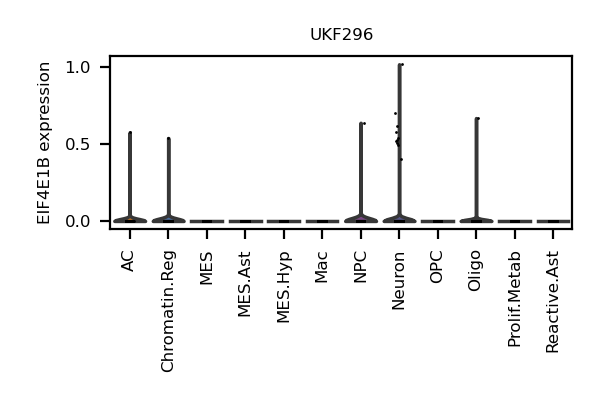 UKF296
EIF4E1B expression
1.0
0.5
0.0
AC
Chromatin.Reg
MES
MES.Ast
MES.Hyp
Mac
NPC
Neuron
OPC
Oligo
Prolif.Metab
Reactive.Ast